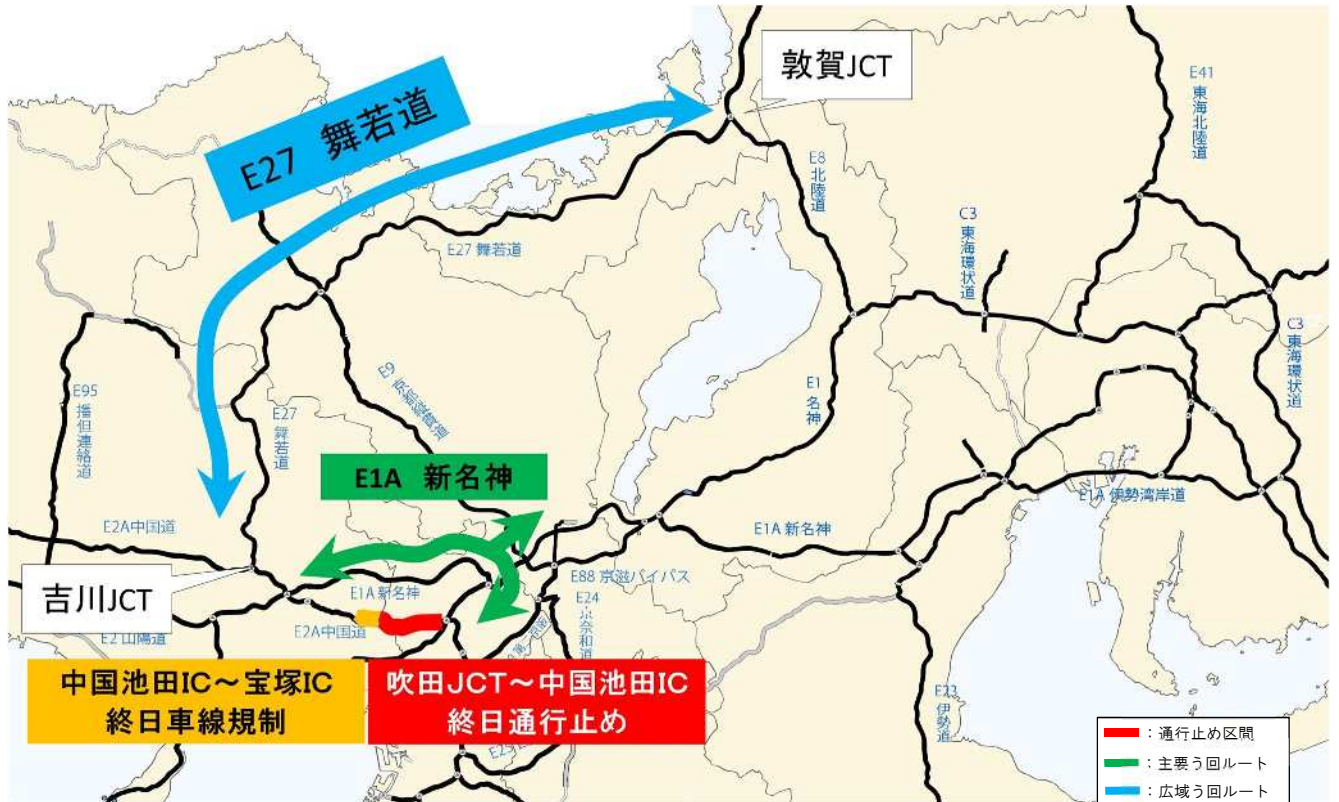 敦賀JCT
E41
東海北陸道
E27 舞若道
E8
北陸道
C3
東海環状道
E27 舞若道
C3
東海環状道
E9
京都縦貫道
E1
名神
E95
播但連絡道
E27
舞若道
E1A 新名神
E1A 伊勢湾岸道
E2A中国道
E1A 新名神
E88 京滋バイパス
吉川JCT
E1A 新名神
E24
京奈和道
E2A中国道
E2 山陽道
中国池田IC～宝塚IC
終日車線規制
吹田JCT～中国池田IC
終日通行止め
E23
伊勢道
：通行止め区間
：主要う回ルート
：広域う回ルート